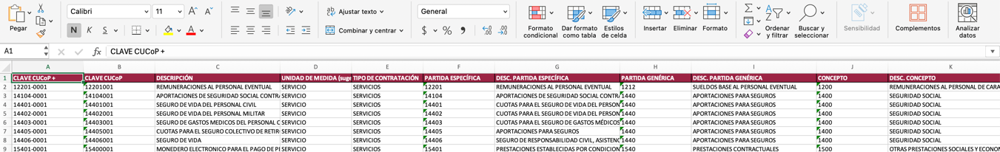 Pegar
Calibri 11
N K S
Ajustar texto
Combinar y centrar
General
$ % 9
Formato condicional
Dar formato como tabla
Estilos de celda
Insertar
Eliminar
Formato
Ordenar y filtrar
Buscar y seleccionar
Sensibilidad
Complementos
Analizar datos
A1 fx CLAVE CUCoP +
A B C D E F G H I J K
1 CLAVE CUCoP + CLAVE CUCoP DESCRIPCIÓN UNIDAD DE MEDIDA (suge TIPO DE CONTRATACIÓN PARTIDA ESPECÍFICA DESC. PARTIDA ESPECÍFICA PARTIDA GENÉRICA DESC. PARTIDA GENÉRICA CONCEPTO DESC. CONCEPTO
2 12201-0001 12201001 REMUNERACIONES AL PERSONAL EVENTUAL SERVICIO SERVICIOS 12201 REMUNERACIONES AL PERSONAL EVENTUAL 1212 SUELDOS BASE AL PERSONAL EVENTUAL 1200 REMUNERACIONES AL PERSONAL DE CARA
3 14104-0001 14104001 APORTACIONES DE SEGURIDAD SOCIAL CONTRA SERVICIO SERVICIOS 14104 APORTACIONES DE SEGURIDAD SOCIAL CONTR 1440 APORTACIONES PARA SEGUROS 1400 SEGURIDAD SOCIAL
4 14401-0001 14401001 SEGURO DE VIDA DEL PERSONAL CIVIL SERVICIO SERVICIOS 14401 CUOTAS PARA EL SEGURO DE VIDA DEL PERSON 1440 APORTACIONES PARA SEGUROS 1400 SEGURIDAD SOCIAL
5 14402-0001 14402001 SEGURO DE VIDA DEL PERSONAL MILITAR SERVICIO SERVICIOS 14402 CUOTAS PARA EL SEGURO DE VIDA DEL PERSON 1440 APORTACIONES PARA SEGUROS 1400 SEGURIDAD SOCIAL
6 14403-0001 14403001 SEGURO DE GASTOS MEDICOS DEL PERSONAL C SERVICIO SERVICIOS 14403 CUOTAS PARA EL SEGURO DE GASTOS MÉDICOS 1440 APORTACIONES PARA SEGUROS 1400 SEGURIDAD SOCIAL
7 14405-0001 14405001 CUOTAS PARA EL SEGURO COLECTIVO DE RETIR SERVICIO SERVICIOS 14405 APORTACIONES PARA SEGUROS 1440 APORTACIONES PARA SEGUROS 1400 SEGURIDAD SOCIAL
8 14406-0001 14406001 SEGURO DE VIDA SERVICIO SERVICIOS 14406 SEGURO DE RESPONSABILIDAD CIVIL, ASISTENC 1440 APORTACIONES PARA SEGUROS 1400 SEGURIDAD SOCIAL
9 15401-0001 15400001 MONEDERO ELECTRONICO PARA EL PAGO DE PI SERVICIO SERVICIOS 15401 PRESTACIONES ESTABLECIDAS POR CONDICION 1540 PRESTACIONES CONTRACTUALES 1500 OTRAS PRESTACIONES SOCIALES Y ECONOM